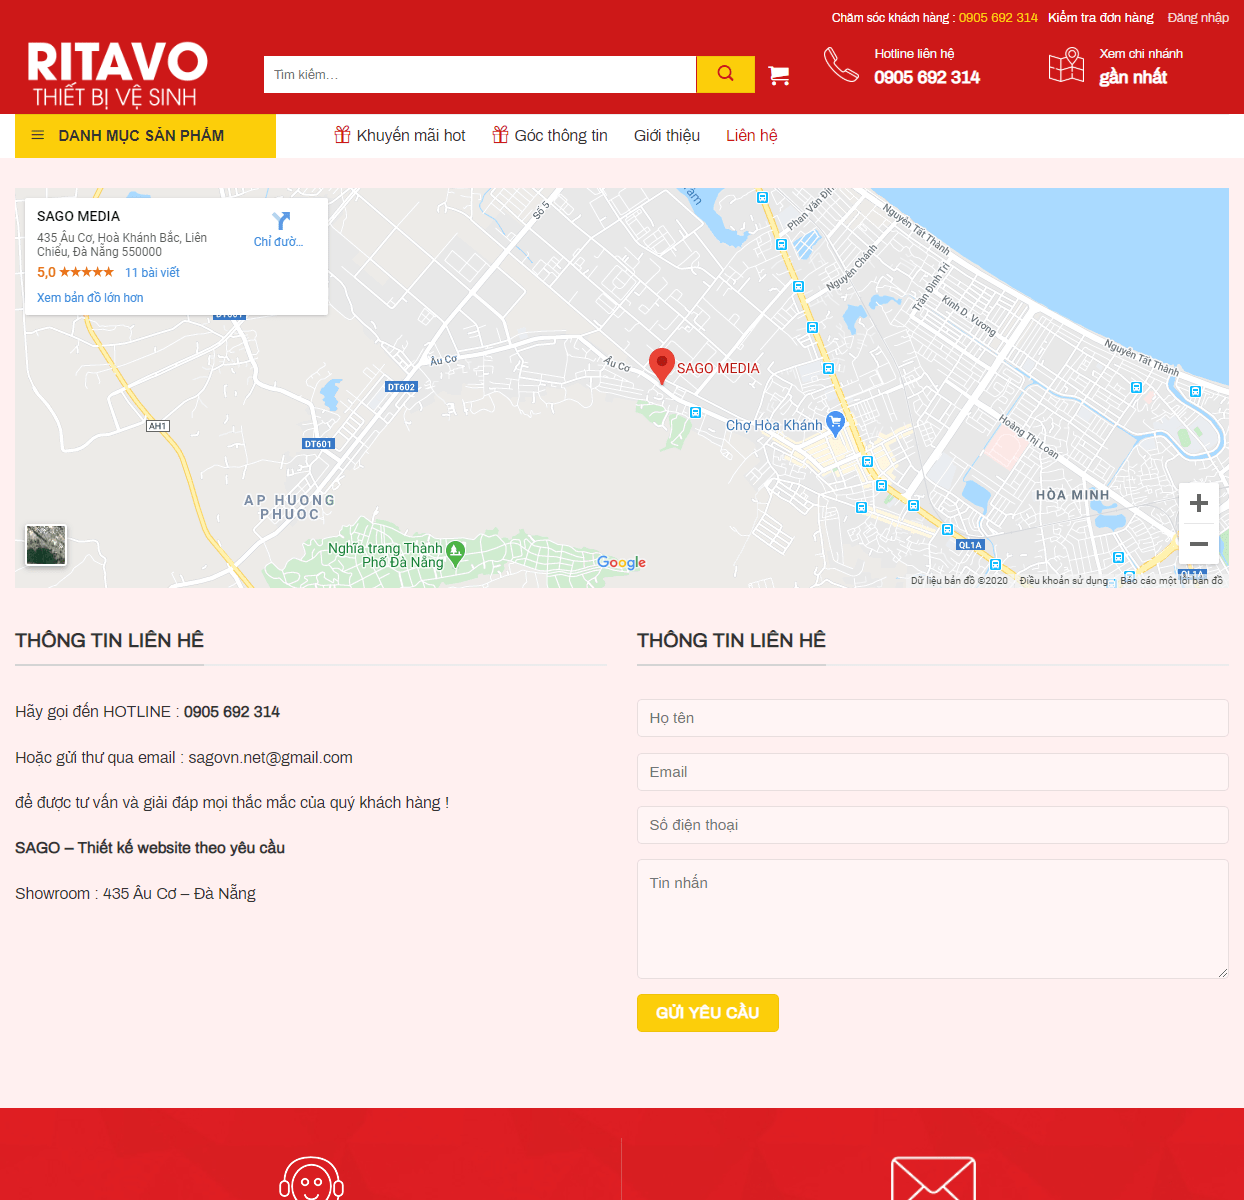 Chăm sóc khách hàng : 0905 692 314 Kiểm tra đơn hàng Đăng nhập
RITAVO
THIẾT BỊ VỆ SINH
Tìm kiếm…
Hotline liên hệ
0905 692 314
Xem chi nhánh
gần nhất
DANH MỤC SẢN PHẨM
Khuyến mãi hot
Góc thông tin
Giới thiệu
Liên hệ
SAGO MEDIA
435 Âu Cơ, Hoà Khánh Bắc, Liên
Chiểu, Đà Nẵng 550000
5,0 ★★★★★ 11 bài viết
Xem bản đồ lớn hơn
Chỉ đườ...
Số 5
Phan Văn Địn
Nguyễn Tất Thành
Nguyễn Chánh
Trần Đình Tri
Kinh D. Vương
Nguyễn Tất Thành
Âu Cơ
Âu Cơ
SAGO MEDIA
DT602
Chợ Hòa Khánh
AH1
DT601
Hoàng Thị Loan
AP HUONG
PHUOC
HÒA MINH
Nghĩa trang Thành
Phố Đà Nẵng
QL1A
QL1A
Google
Dữ liệu bản đồ ©2020 Điều khoản sử dụng Báo cáo một lỗi bản đồ
THÔNG TIN LIÊN HÊ
Hãy gọi đến HOTLINE : 0905 692 314
Hoặc gửi thư qua email : sagovn.net@gmail.com
để được tư vấn và giải đáp mọi thắc mắc của quý khách hàng !
SAGO – Thiết kế website theo yêu cầu
Showroom : 435 Âu Cơ – Đà Nẵng
THÔNG TIN LIÊN HÊ
Họ tên
Email
Số điện thoại
Tin nhắn
GỬI YÊU CẦU